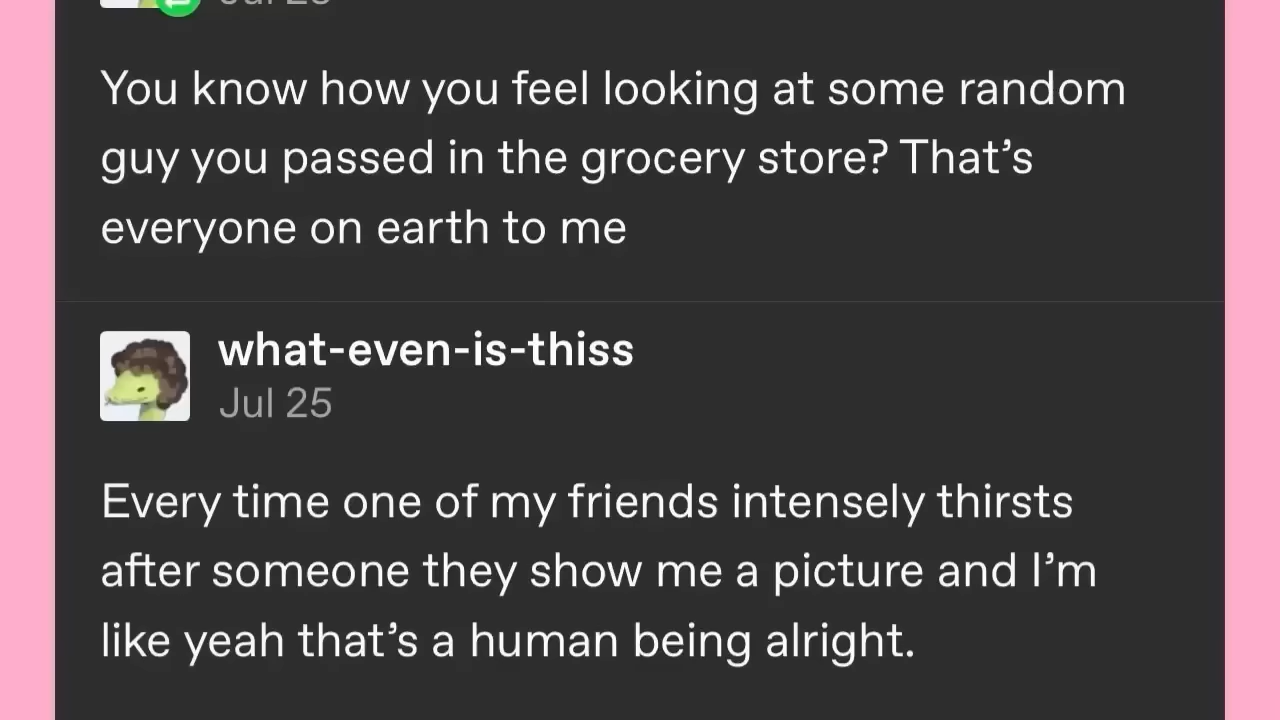 Jul 25
You know how you feel looking at some random
guy you passed in the grocery store? That’s
everyone on earth to me
what-even-is-thiss
Jul 25
Every time one of my friends intensely thirsts
after someone they show me a picture and I’m
like yeah that’s a human being alright.